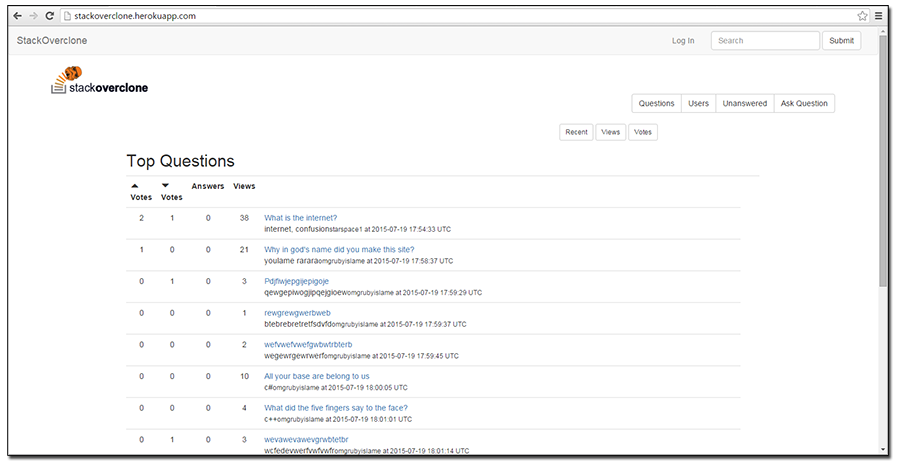 stackoverclone.herokuapp.com
StackOverclone Log In Search Submit
stackoverclone
Questions Users Unanswered Ask Question
Recent Views Votes
Top Questions
Votes Votes Answers Views
2 1 0 38 What is the internet?
internet, confusionstarspace1 at 2015-07-19 17:54:33 UTC
1 0 0 21 Why in god's name did you make this site?
youlame rararaomgrubyislame at 2015-07-19 17:58:37 UTC
0 1 0 3 Pdjfiwjepgijepigoje
qewgepiwogjipqejgioewomgrubyislame at 2015-07-19 17:59:29 UTC
0 0 0 1 rewgrewgwerbweb
btebrebretretfsdvfdomgrubyislame at 2015-07-19 17:59:37 UTC
0 0 0 2 wefvwefvwefgwbwtrbterb
wegewrgewrwerfomgrubyislame at 2015-07-19 17:59:45 UTC
0 0 0 10 All your base are belong to us
c#omgrubyislame at 2015-07-19 18:00:05 UTC
0 0 0 4 What did the five fingers say to the face?
c++omgrubyislame at 2015-07-19 18:01:01 UTC
0 1 0 3 wevawevawevgrwbtetbr
wcfedevwerfvwfvwfromgrubyislame at 2015-07-19 18:01:14 UTC